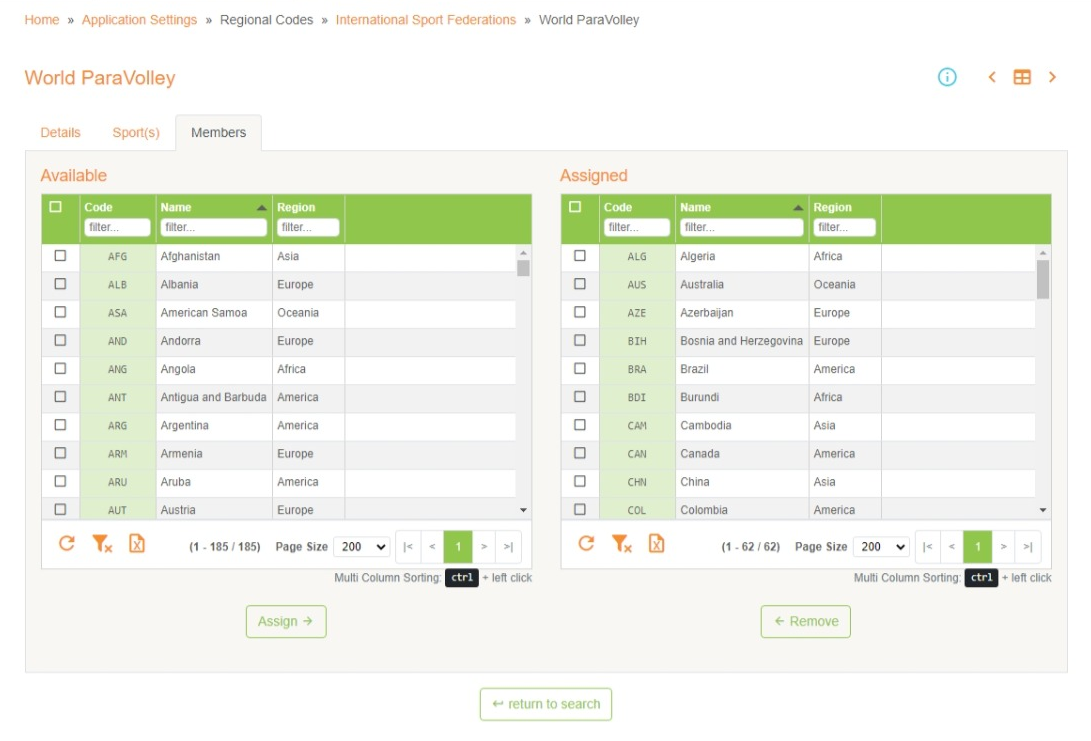 Home » Application Settings » Regional Codes » International Sport Federations » World ParaVolley
World ParaVolley
Details Sport(s) Members
Available
Code Name Region
filter... filter... filter...
AFG Afghanistan Asia
ALB Albania Europe
ASA American Samoa Oceania
AND Andorra Europe
ANG Angola Africa
ANT Antigua and Barbuda America
ARG Argentina America
ARM Armenia Europe
ARU Aruba America
AUT Austria Europe
(1 - 185 / 185) Page Size 200 |< < 1 > >|
Multi Column Sorting: ctrl + left click
Assign →
Assigned
Code Name Region
filter... filter... filter...
ALG Algeria Africa
AUS Australia Oceania
AZE Azerbaijan Europe
BIH Bosnia and Herzegovina Europe
BRA Brazil America
BDI Burundi Africa
CAM Cambodia Asia
CAN Canada America
CHN China Asia
COL Colombia America
(1 - 62 / 62) Page Size 200 |< < 1 > >|
Multi Column Sorting: ctrl + left click
← Remove
↩ return to search